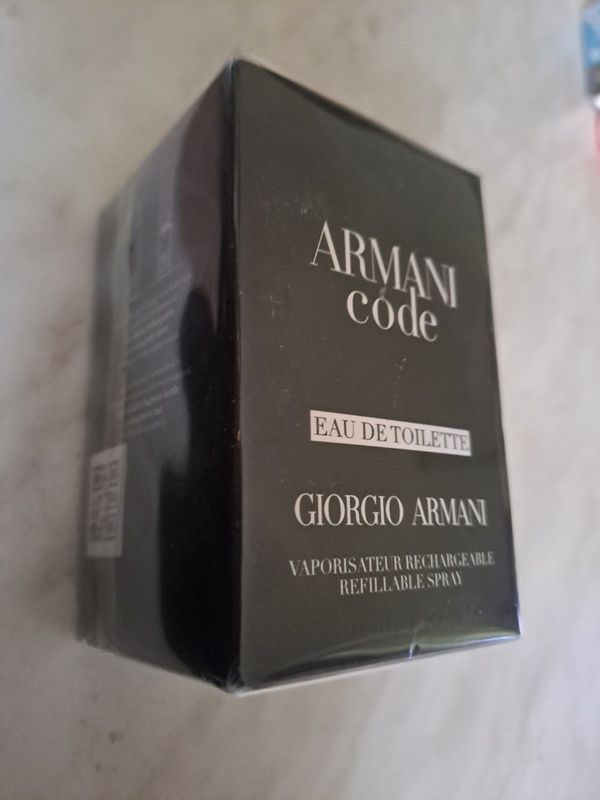 ARMANI
code
EAU DE TOILETTE
GIORGIO ARMANI
VAPORISATEUR RECHARGEABLE
REFILLABLE SPRAY